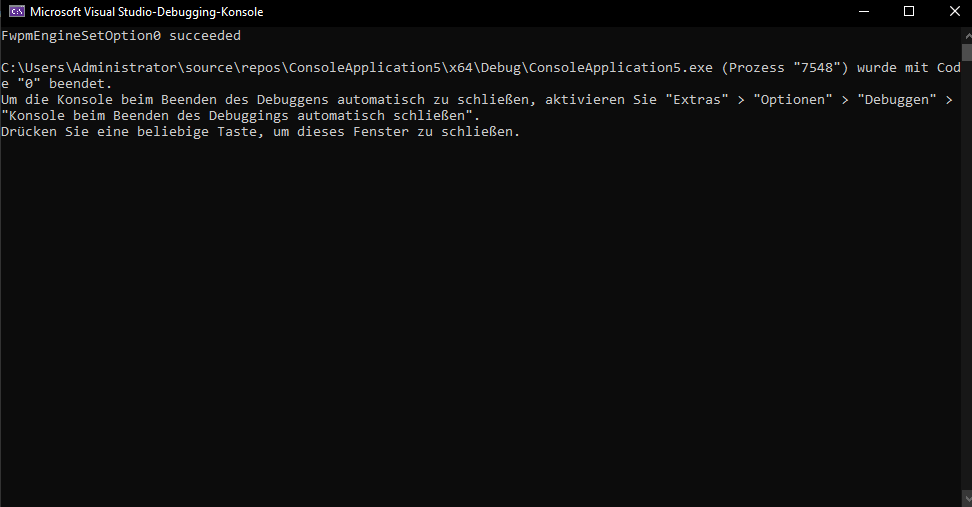 Microsoft Visual Studio-Debugging-Konsole
FwpmEngineSetOption0 succeeded
C:\Users\Administrator\source\repos\ConsoleApplication5\x64\Debug\ConsoleApplication5.exe (Prozess "7548") wurde mit Cod
e "0" beendet.
Um die Konsole beim Beenden des Debuggens automatisch zu schließen, aktivieren Sie "Extras" > "Optionen" > "Debuggen" >
"Konsole beim Beenden des Debuggings automatisch schließen".
Drücken Sie eine beliebige Taste, um dieses Fenster zu schließen.